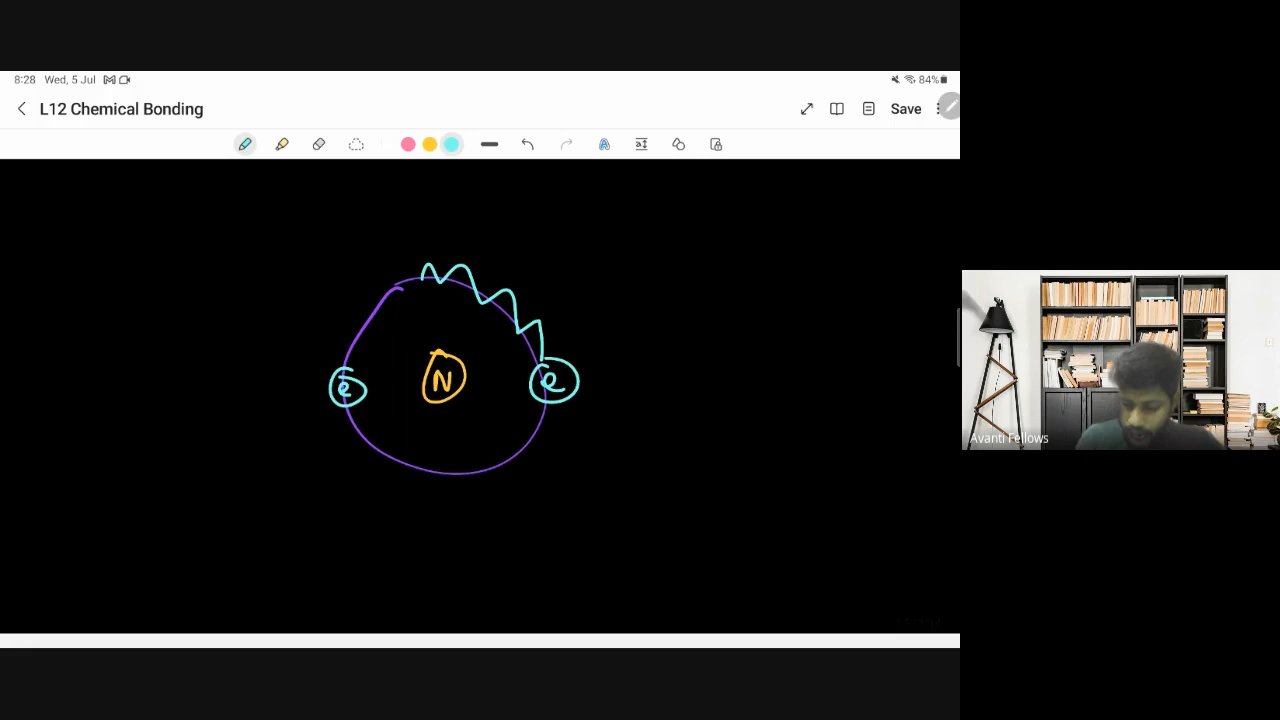 8:28 Wed, 5 Jul 84%
L12 Chemical Bonding
Save
e N e
Avanti Fellows